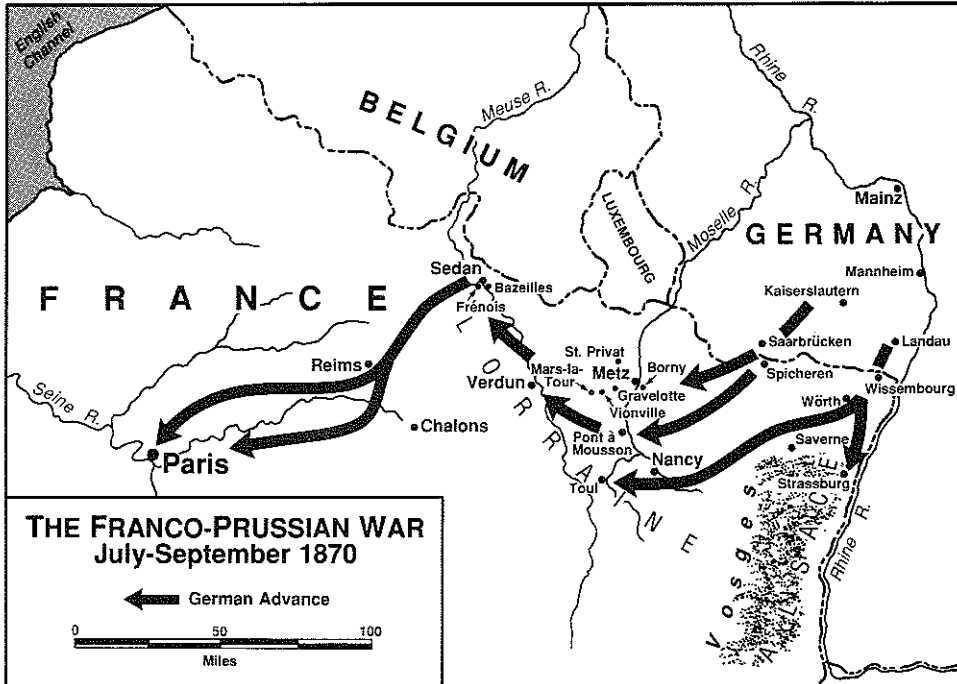 English Channel
BELGIUM
Meuse R.
Rhine R.
LUXEMBOURG
Moselle R.
Mainz
GERMANY
Mannheim
Kaiserslautern
Sedan
Bazeilles
Frénois
FRANCE
LORRAINE
Saarbrücken
Landau
Spicheren
Wissembourg
St. Privat
Metz
Borny
Mars-la-
Tour
Gravelotte
Vionville
Reims
Verdun
Wörth
Seine R.
Chalons
Pont à
Mousson
Saverne
Paris
Nancy
Toul
Strassburg
Vosges
ALSACE
Rhine R.
THE FRANCO-PRUSSIAN WAR
July-September 1870
German Advance
0 50 100
Miles